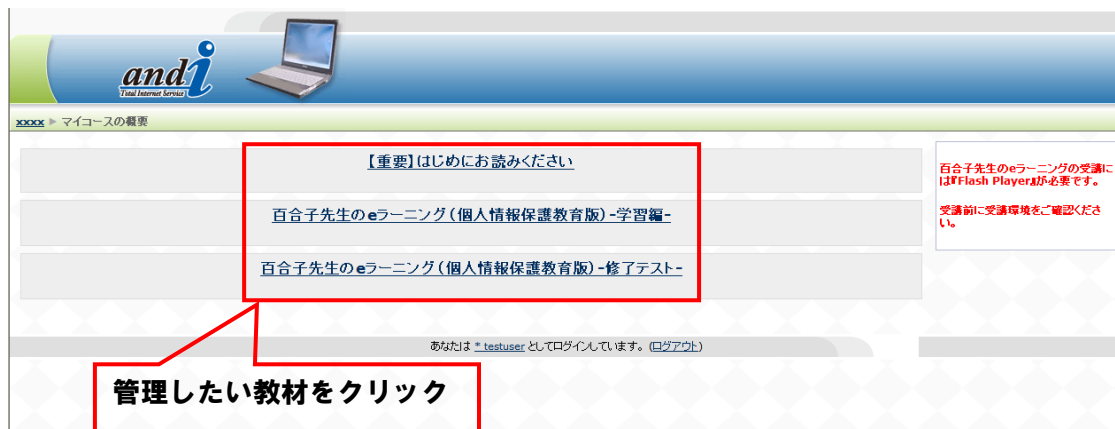 andi
Total Internet Service
xxxx ▶ マイコースの概要
【重要】はじめにお読みください
百合子先生のeラーニング(個人情報保護教育版)-学習編-
百合子先生のeラーニング(個人情報保護教育版)-修了テスト-
百合子先生のeラーニングの受講に
は『Flash Player』が必要です。
受講前に受講環境をご確認くださ
い。
あなたは * testuser としてログインしています。(ログアウト)
管理したい教材をクリック